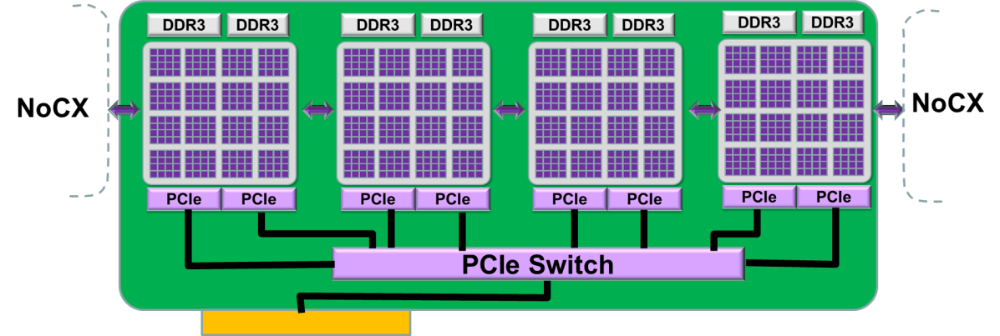 DDR3 DDR3 DDR3 DDR3 DDR3 DDR3 DDR3 DDR3
NoCX NoCX
PCIe PCIe PCIe PCIe PCIe PCIe PCIe PCIe
PCIe Switch